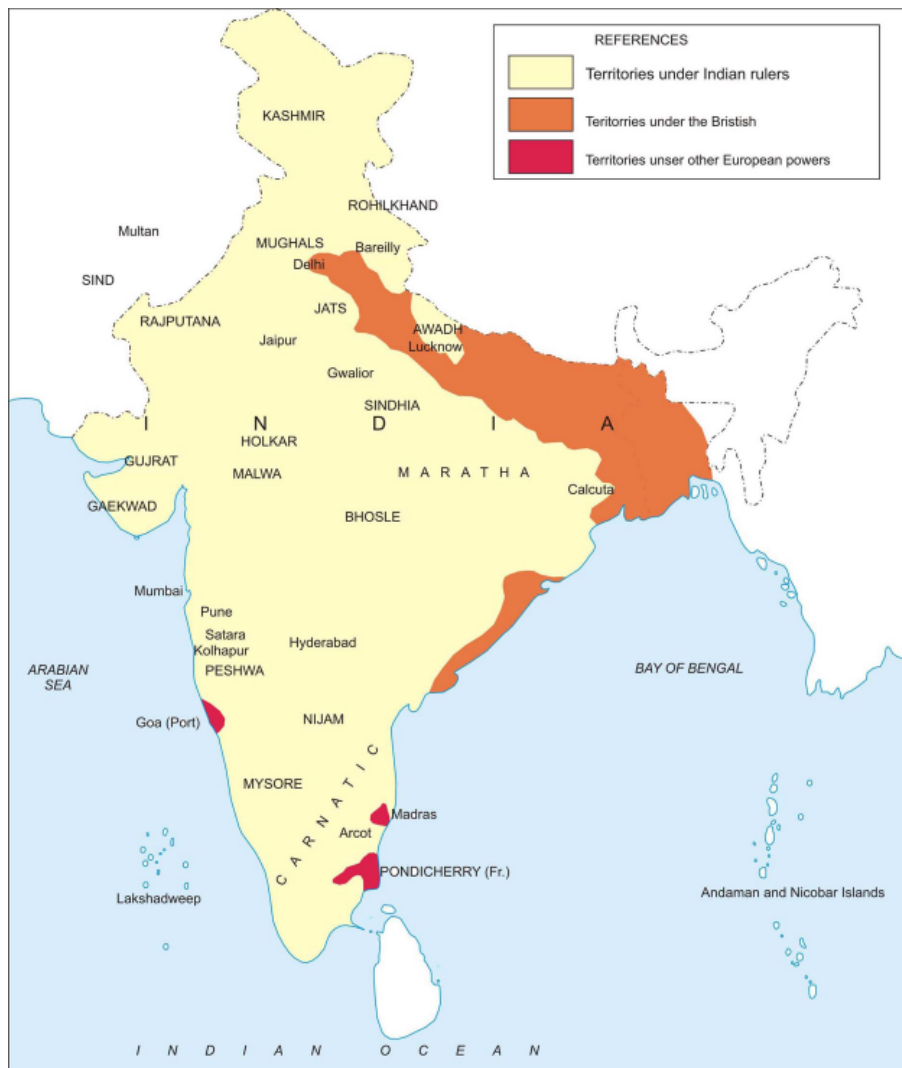 REFERENCES
Territories under Indian rulers
Teritorries under the Bristish
Territories unser other European powers
KASHMIR
ROHILKHAND
Multan
MUGHALS
Bareilly
Delhi
SIND
JATS
RAJPUTANA
AWADH
Jaipur
Lucknow
Gwalior
SINDHIA
I N D I A
HOLKAR
GUJRAT
MALWA
MARATHA
Calcuta
GAEKWAD
BHOSLE
Mumbai
Pune
Satara
Hyderabad
Kolhapur
PESHWA
ARABIAN
SEA
BAY OF BENGAL
Goa (Port)
NIJAM
CARNATIC
MYSORE
Madras
Arcot
PONDICHERRY (Fr.)
Lakshadweep
Andaman and Nicobar Islands
INDIAN OCEAN